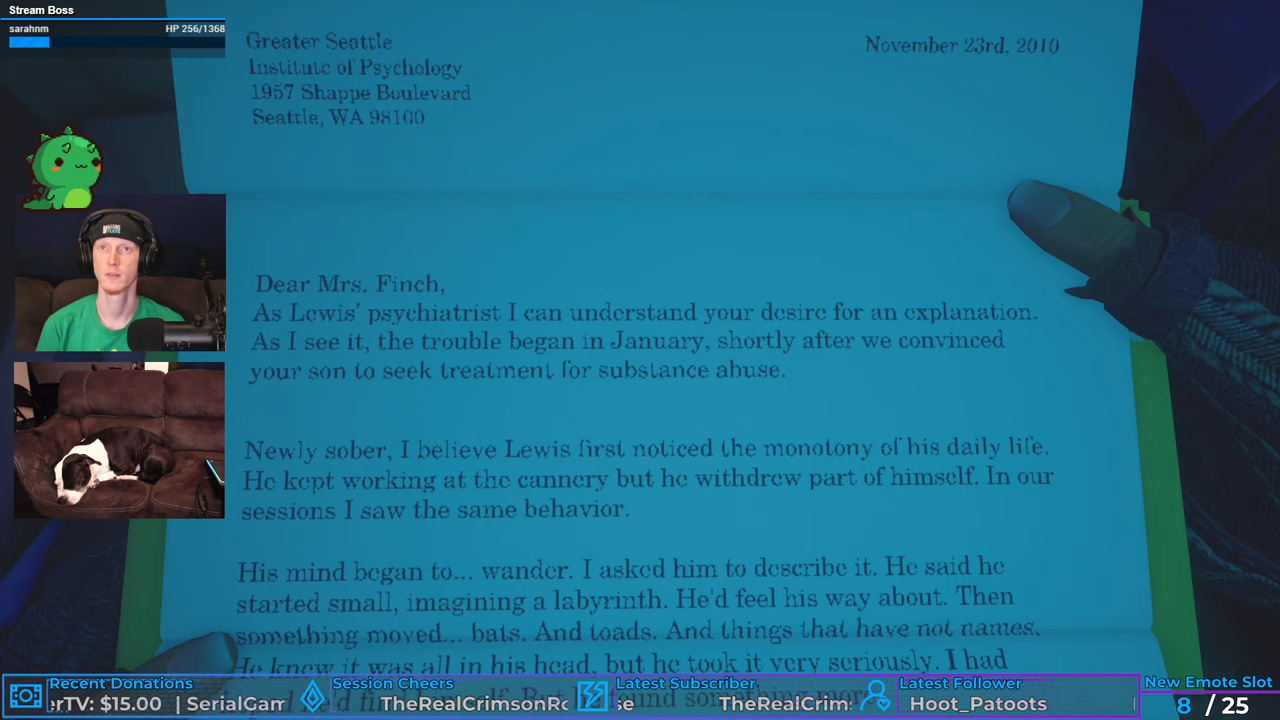 Stream Boss
sarahnm HP 256/1368
Greater Seattle
Institute of Psychology
1957 Shappe Boulevard
Seattle, WA 98100
November 23rd, 2010
Dear Mrs. Finch,
As Lewis' psychiatrist I can understand your desire for an explanation.
As I see it, the trouble began in January, shortly after we convinced
your son to seek treatment for substance abuse.
Newly sober, I believe Lewis first noticed the monotony of his daily life.
He kept working at the cannery but he withdrew part of himself. In our
sessions I saw the same behavior.
His mind began to... wander. I asked him to describe it. He said he
started small, imagining a labyrinth. He'd feel his way about. Then
something moved... bats. And toads. And things that have not names.
He knew it was all in his head, but he took it very seriously. I had
Recent Donations
erTV: $15.00 | SerialGam
Session Cheers
TheRealCrimsonRo
Latest Subscriber
se TheRealCrims
Latest Follower
Hoot_Patoots
New Emote Slot
8 / 25